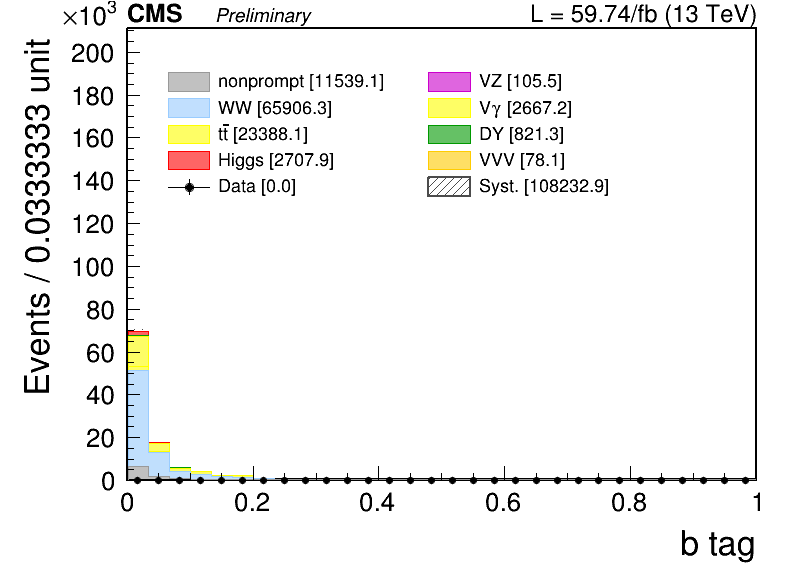 ×10³ CMS Preliminary L = 59.74/fb (13 TeV)
Events / 0.0333333 unit
200
180
160
140
120
100
80
60
40
20
0
nonprompt [11539.1]
WW [65906.3]
tt̄ [23388.1]
Higgs [2707.9]
Data [0.0]
VZ [105.5]
Vγ [2667.2]
DY [821.3]
VVV [78.1]
Syst. [108232.9]
0 0.2 0.4 0.6 0.8 1
b tag